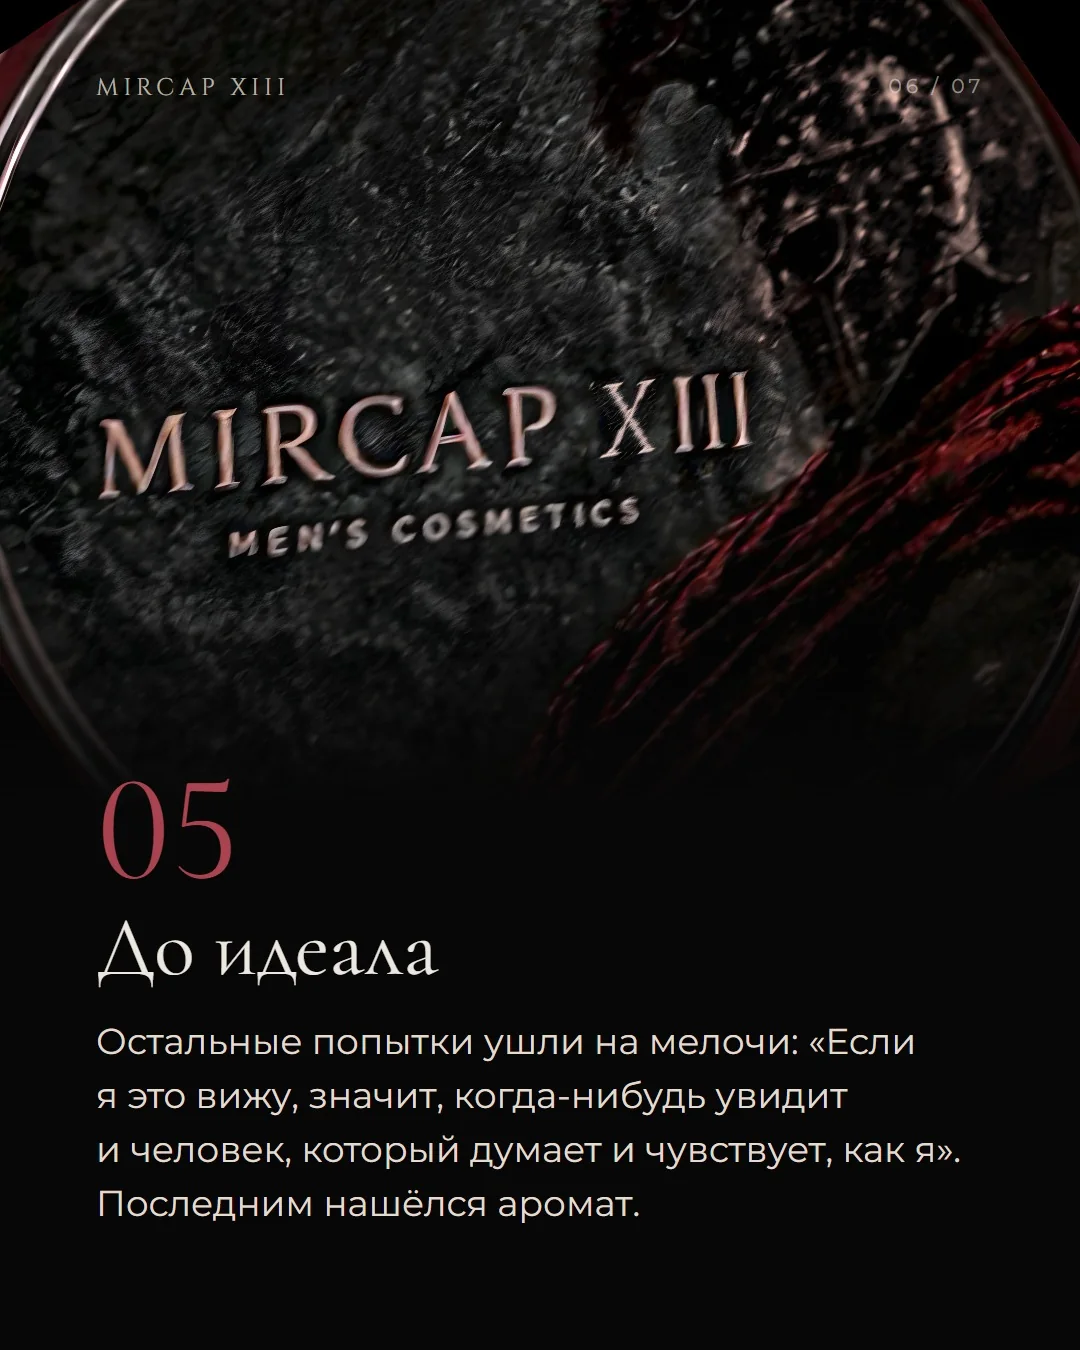 MIRCAP XIII
06 / 07
MIRCAP XIII
MEN'S COSMETICS
05
До идеала
Остальные попытки ушли на мелочи: «Если
я это вижу, значит, когда-нибудь увидит
и человек, который думает и чувствует, как я».
Последним нашёлся аромат.